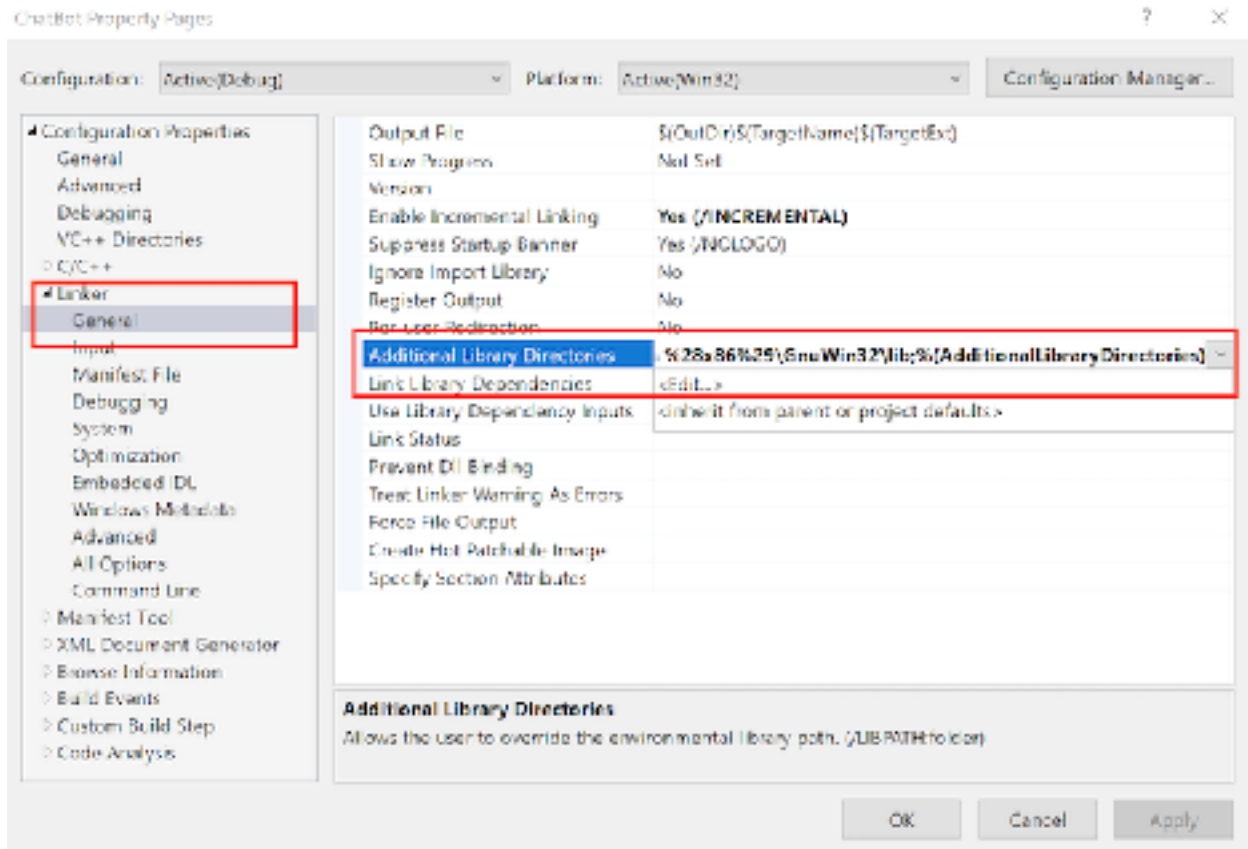 ChatBot Property Pages
Configuration: Active(Debug) Platform: Active(Win32) Configuration Manager...
Configuration Properties
General
Advanced
Debugging
VC++ Directories
C/C++
Linker
General
Input
Manifest File
Debugging
System
Optimization
Embedded IDL
Windows Metadata
Advanced
All Options
Command Line
Manifest Tool
XML Document Generator
Browse Information
Build Events
Custom Build Step
Code Analysis
Output File $(OutDir)$(TargetName)$(TargetExt)
Show Progress Not Set
Version
Enable Incremental Linking Yes (/INCREMENTAL)
Suppress Startup Banner Yes (/NOLOGO)
Ignore Import Library No
Register Output No
Per-user Redirection No
Additional Library Directories %28x86%29\GnuWin32\lib;%(AdditionalLibraryDirectories)
Link Library Dependencies <Edit...>
Use Library Dependency Inputs <inherit from parent or project defaults>
Link Status
Prevent Dll Binding
Treat Linker Warning As Errors
Force File Output
Create Hot Patchable Image
Specify Section Attributes
Additional Library Directories
Allows the user to override the environmental library path. (/LIBPATH:folder)
OK Cancel Apply